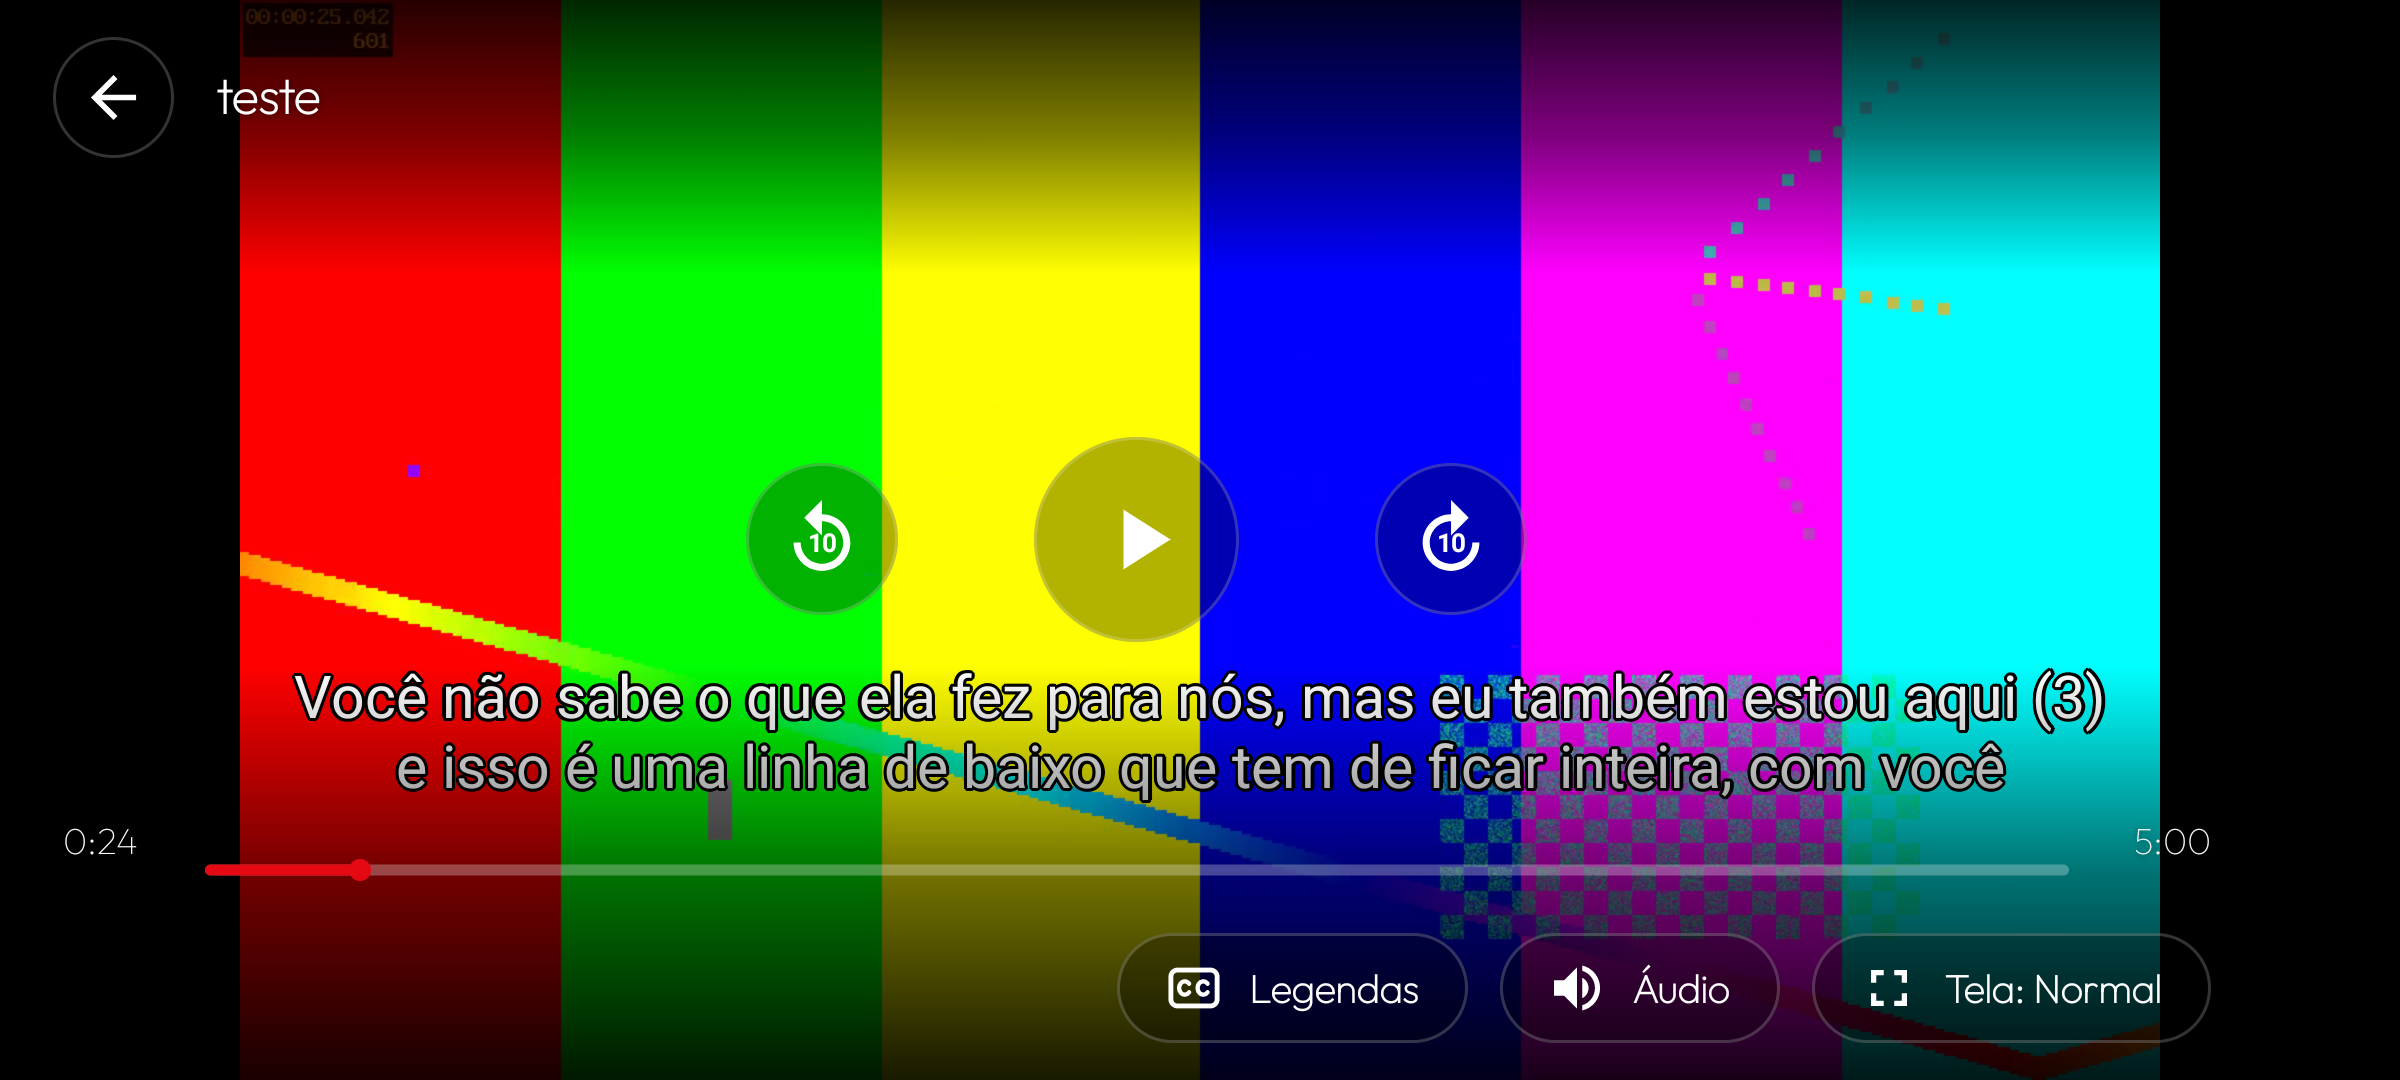 00:00:25.042
601
teste
10
10
Você não sabe o que ela fez para nós, mas eu também estou aqui (3)
e isso é uma linha de baixo que tem de ficar inteira, com você
0:24
5:00
CC Legendas
Áudio
Tela: Normal